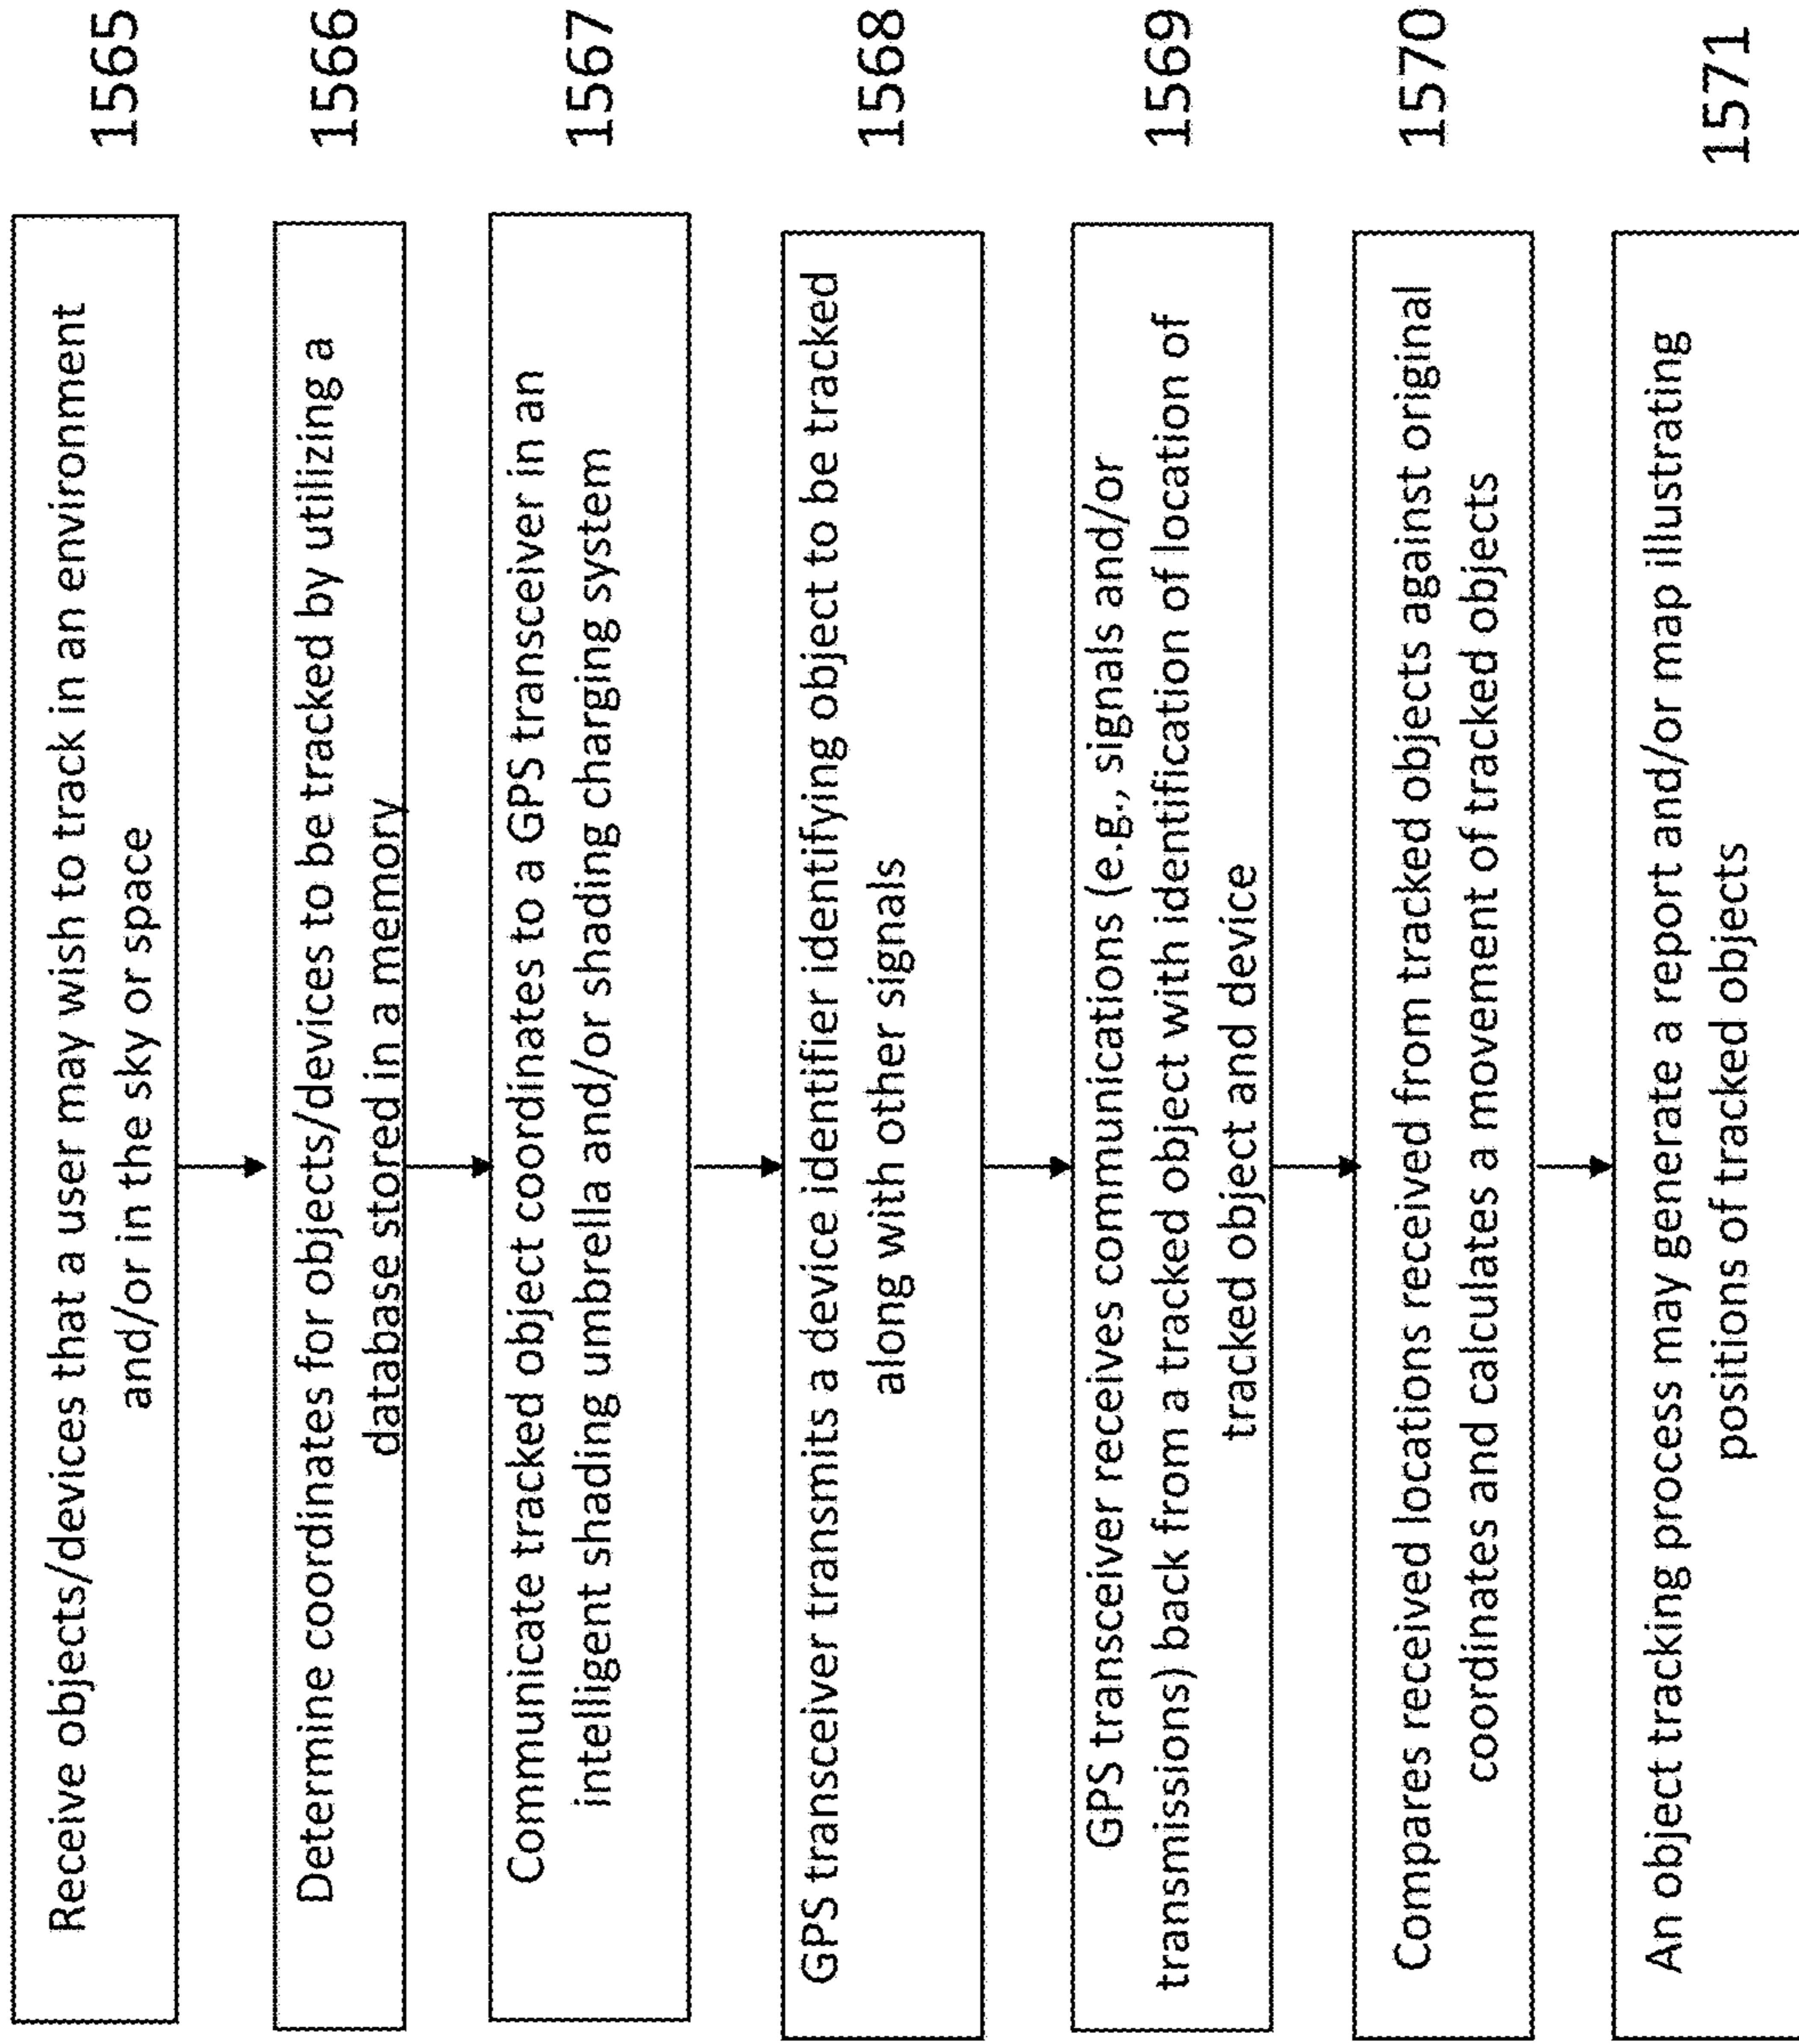 Receive objects/devices that a user may wish to track in an environment
and/or in the sky or space
1565
Determine coordinates for objects/devices to be tracked by utilizing a
database stored in a memory
1566
Communicate tracked object coordinates to a GPS transceiver in an
intelligent shading umbrella and/or shading charging system
1567
GPS transceiver transmits a device identifier identifying object to be tracked
along with other signals
1568
GPS transceiver receives communications (e.g., signals and/or
transmissions) back from a tracked object with identification of location of
tracked object and device
1569
Compares received locations received from tracked objects against original
coordinates and calculates a movement of tracked objects
1570
An object tracking process may generate a report and/or map illustrating
positions of tracked objects
1571